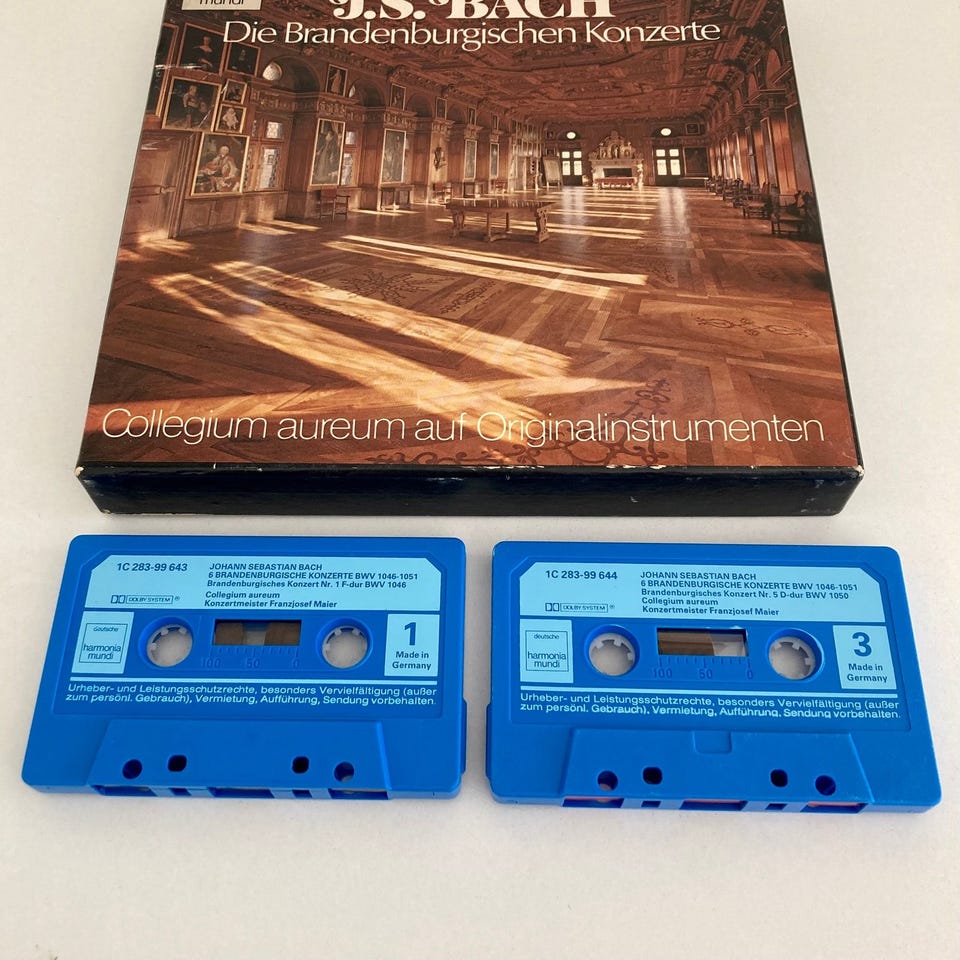 mundi
J.S. BACH
Die Brandenburgischen Konzerte
Collegium aureum auf Originalinstrumenten
1C 283-99 643
JOHANN SEBASTIAN BACH
6 BRANDENBURGISCHE KONZERTE BWV 1046-1051
Brandenburgisches Konzert Nr. 1 F-dur BWV 1046
Collegium aureum
Konzertmeister Franzjosef Maier
DOLBY SYSTEM ®
deutsche
harmonia
mundi
1
Made in
Germany
100 50 0
Urheber- und Leistungsschutzrechte, besonders Vervielfältigung (außer
zum persönl. Gebrauch), Vermietung, Aufführung, Sendung vorbehalten.
1C 283-99 644
JOHANN SEBASTIAN BACH
6 BRANDENBURGISCHE KONZERTE BWV 1046-1051
Brandenburgisches Konzert Nr. 5 D-dur BWV 1050
Collegium aureum
Konzertmeister Franzjosef Maier
DOLBY SYSTEM ®
deutsche
harmonia
mundi
3
Made in
Germany
100 50 0
Urheber- und Leistungsschutzrechte, besonders Vervielfältigung (außer
zum persönl. Gebrauch), Vermietung, Aufführung, Sendung vorbehalten.